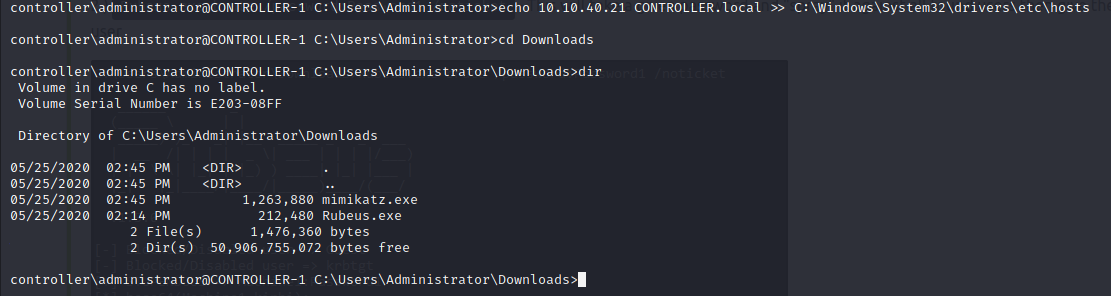 controller\administrator@CONTROLLER-1 C:\Users\Administrator>echo 10.10.40.21 CONTROLLER.local >> C:\Windows\System32\drivers\etc\hosts
controller\administrator@CONTROLLER-1 C:\Users\Administrator>cd Downloads
controller\administrator@CONTROLLER-1 C:\Users\Administrator\Downloads>dir
/noticket
Volume in drive C has no label.
Volume Serial Number is E203-08FF
Directory of C:\Users\Administrator\Downloads
05/25/2020  02:45 PM    <DIR>          .
05/25/2020  02:45 PM    <DIR>          ..
05/25/2020  02:45 PM         1,263,880 mimikatz.exe
05/25/2020  02:14 PM           212,480 Rubeus.exe
2 File(s)      1,476,360 bytes
2 Dir(s)  50,906,755,072 bytes free
Blocked/Disabled user
controller\administrator@CONTROLLER-1 C:\Users\Administrator\Downloads>